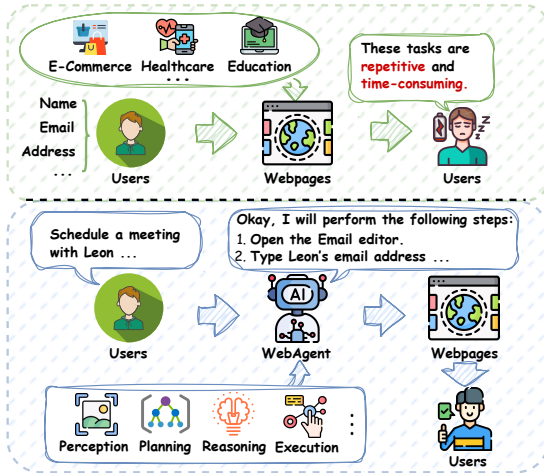 E-Commerce Healthcare Education
...
These tasks are
repetitive and
time-consuming.
Name
Email
Address
...
Users
Webpages
Users
Schedule a meeting
with Leon ...
Okay, I will perform the following steps:
1. Open the Email editor.
2. Type Leon's email address ...
AI
Users
WebAgent
Webpages
Perception Planning Reasoning Execution
Users